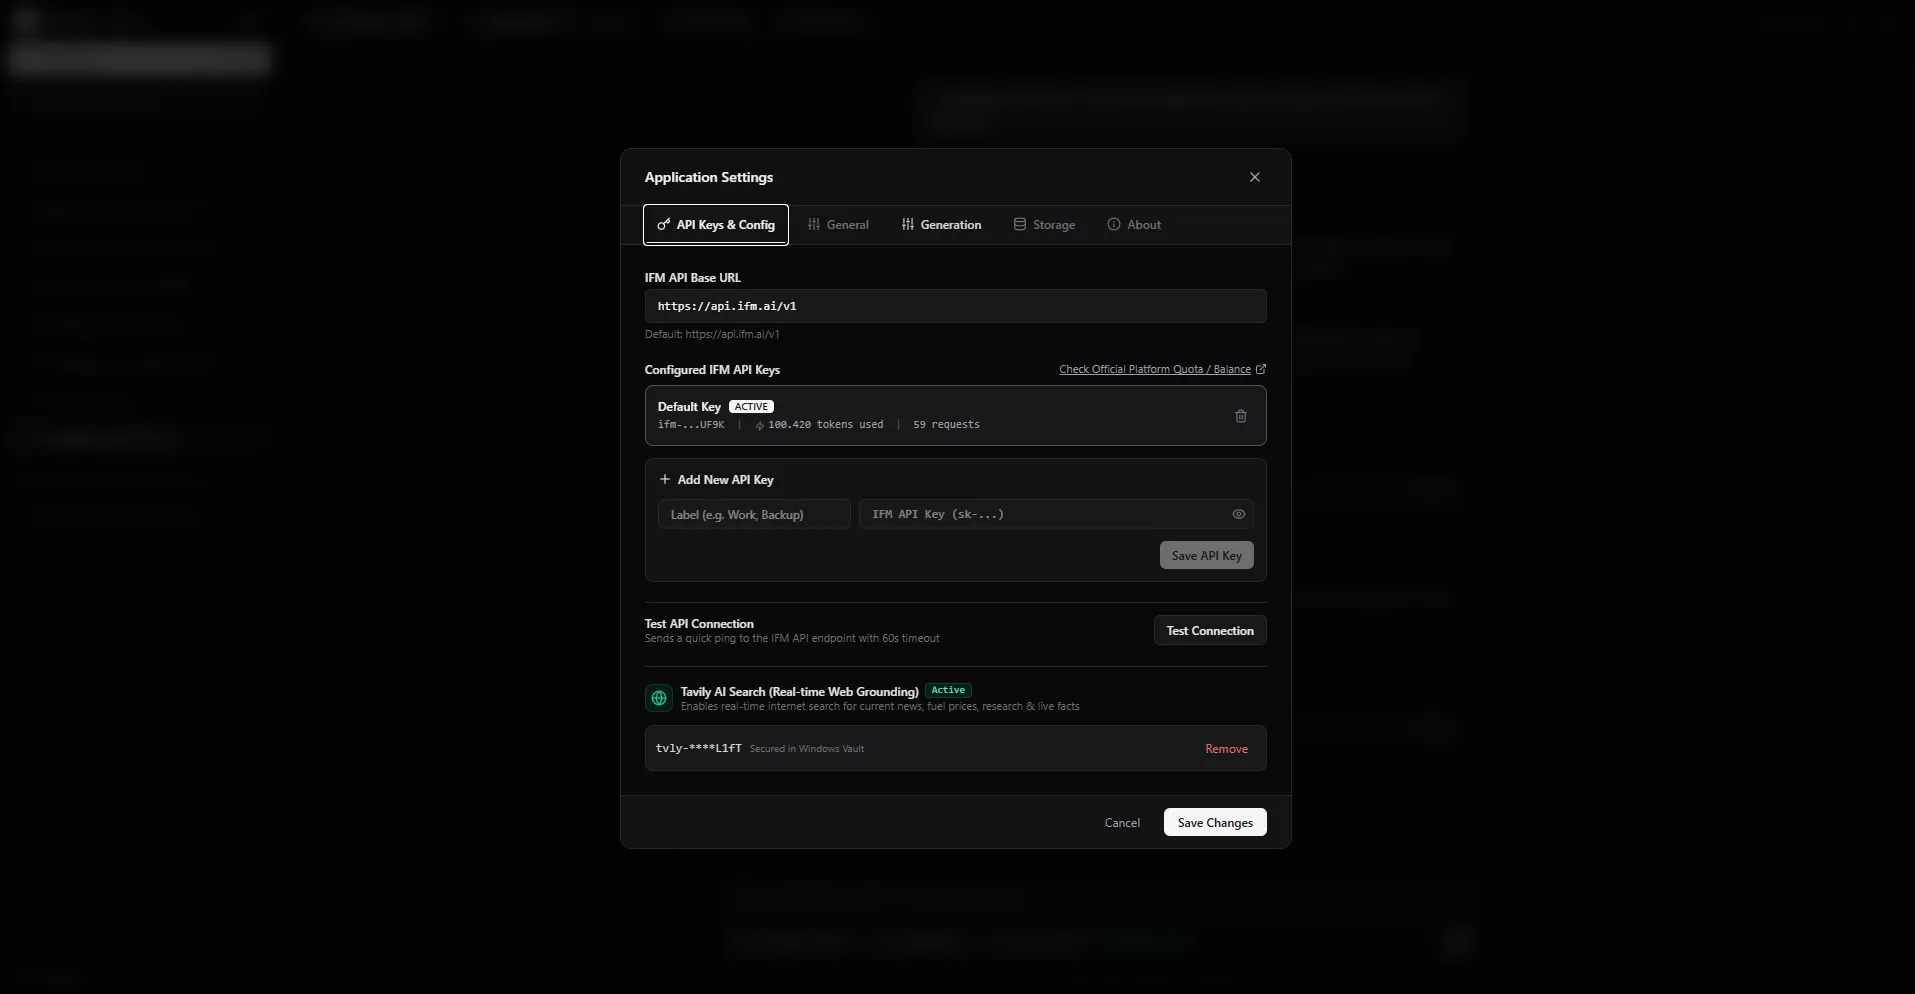 Application Settings
API Keys & Config
General
Generation
Storage
About
IFM API Base URL
https://api.ifm.ai/v1
Default: https://api.ifm.ai/v1
Configured IFM API Keys
Check Official Platform Quota / Balance
Default Key ACTIVE
ifm-...UF9K | 100.420 tokens used | 59 requests
+ Add New API Key
Label (e.g. Work, Backup)
IFM API Key (sk-...)
Save API Key
Test API Connection
Sends a quick ping to the IFM API endpoint with 60s timeout
Test Connection
Tavily AI Search (Real-time Web Grounding) Active
Enables real-time internet search for current news, fuel prices, research & live facts
tvly-****L1fT Secured in Windows Vault
Remove
Cancel
Save Changes